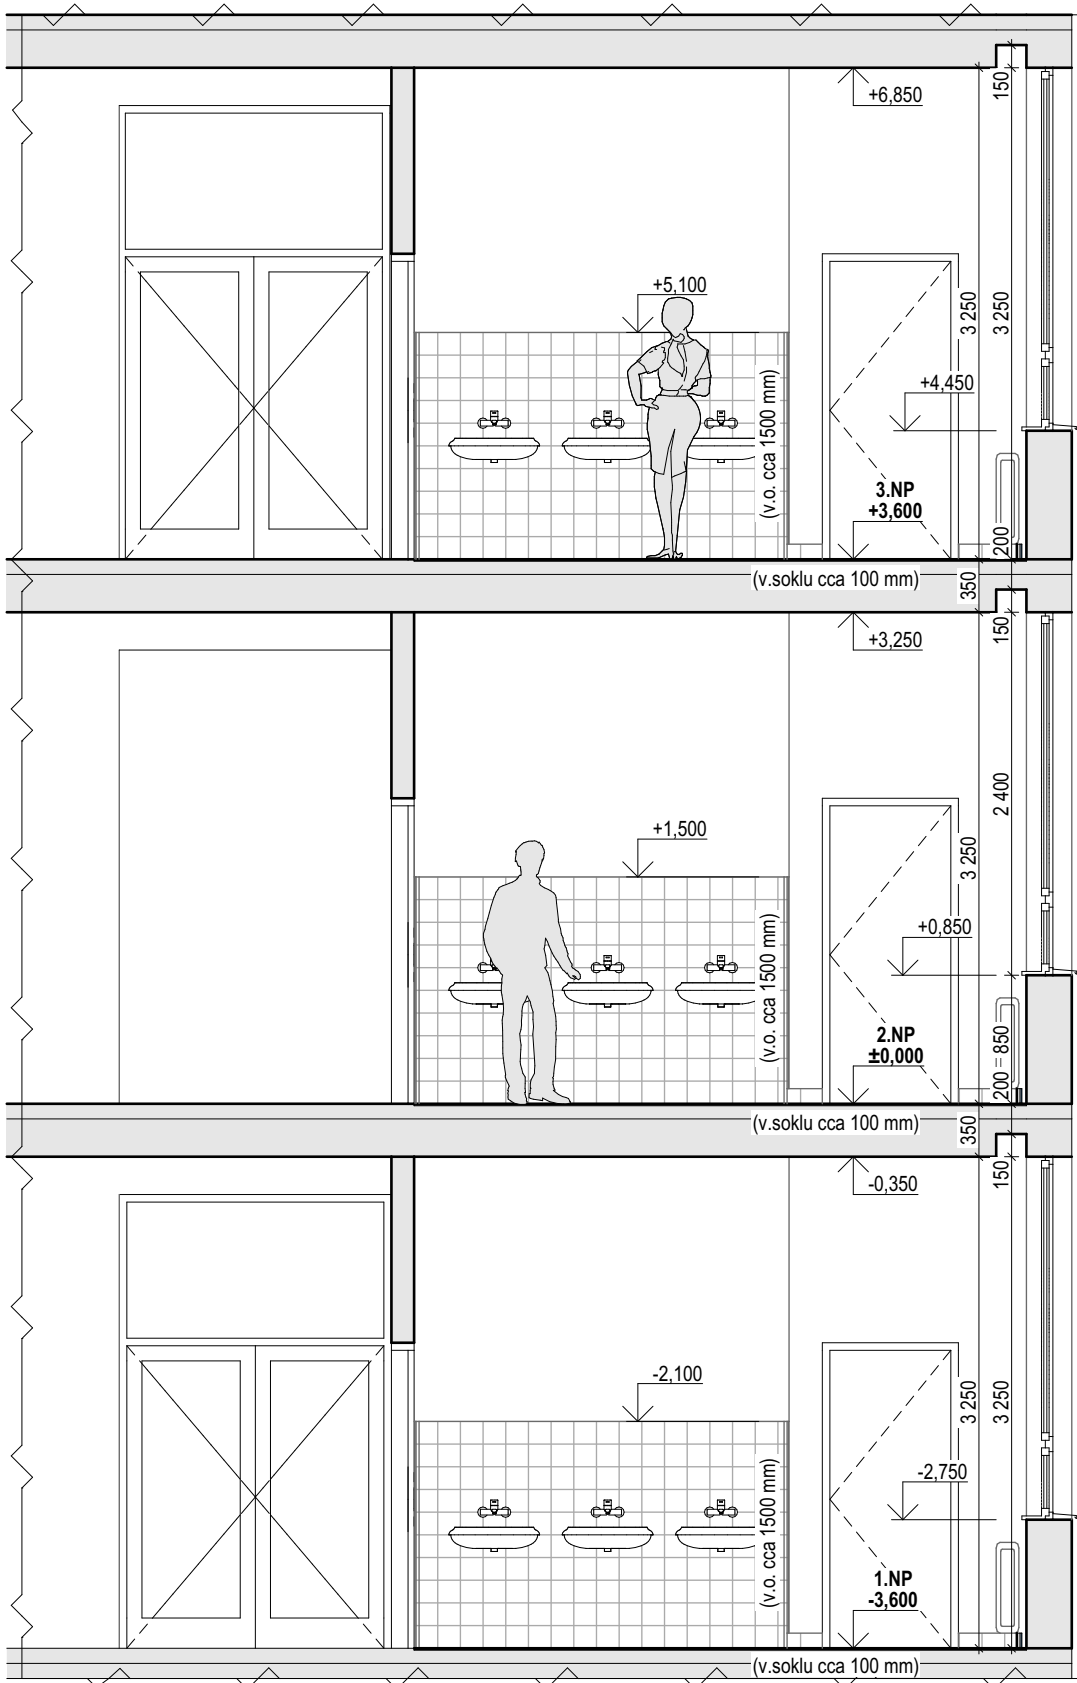 +6,850
150
+5,100
3 250
3 250
+4,450
(v.o. cca 1500 mm)
3.NP
+3,600
200
(v.soklu cca 100 mm)
350
150
+3,250
2 400
+1,500
3 250
+0,850
(v.o. cca 1500 mm)
2.NP
±0,000
200 = 850
(v.soklu cca 100 mm)
350
150
-0,350
-2,100
3 250
3 250
-2,750
(v.o. cca 1500 mm)
1.NP
-3,600
(v.soklu cca 100 mm)